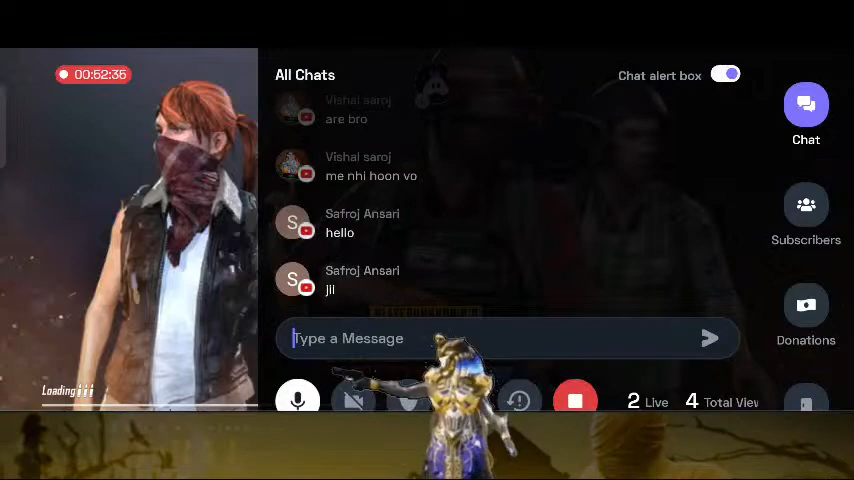 00:52:35
All Chats
Chat alert box
Vishal saroj
are bro
Chat
Vishal saroj
me nhi hoon vo
Safroj Ansari
hello
Subscribers
Safroj Ansari
jii
Type a Message
Donations
Loading
2 Live
4 Total View